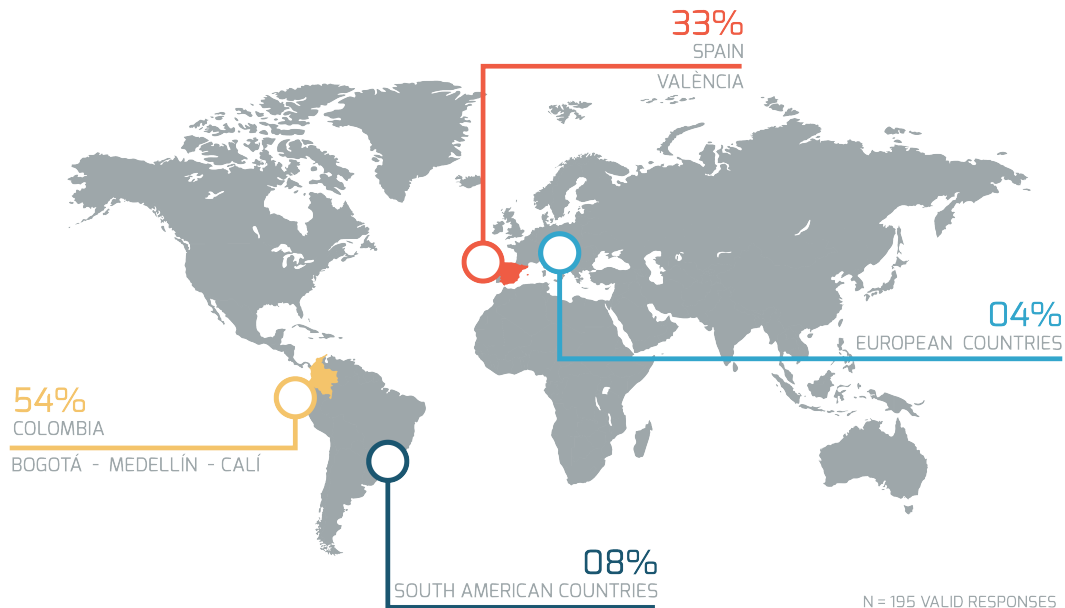 33%
SPAIN
VALÈNCIA
04%
EUROPEAN COUNTRIES
54%
COLOMBIA
BOGOTÁ - MEDELLÍN - CALÍ
08%
SOUTH AMERICAN COUNTRIES
N = 195 VALID RESPONSES